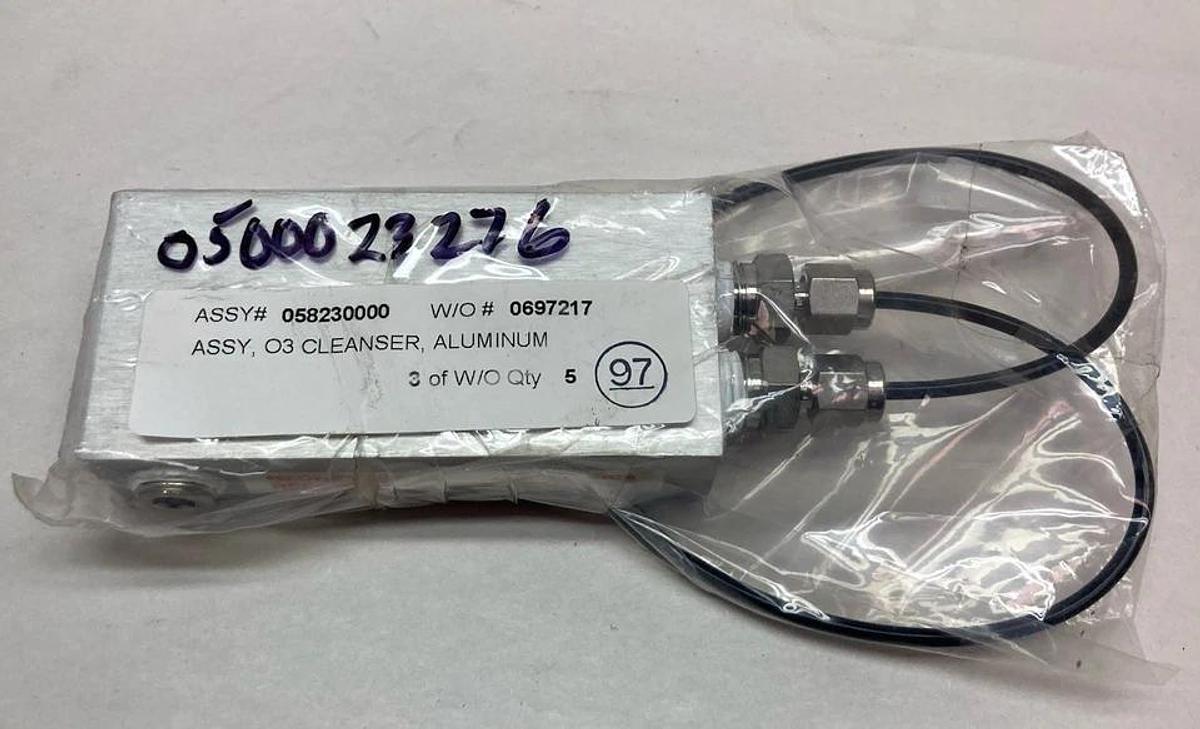 0500023276
ASSY# 058230000 W/O # 0697217
ASSY, O3 CLEANSER, ALUMINUM
3 of W/O Qty 5 97